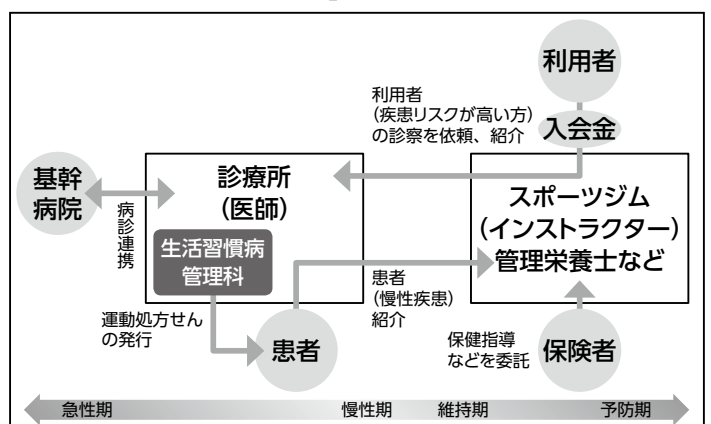 利用者
利用者
(疾患リスクが高い方)
の診察を依頼、紹介
入会金
基幹
病院
病診連携
診療所
(医師)
生活習慣病
管理科
スポーツジム
(インストラクター)
管理栄養士など
運動処方せん
の発行
患者
患者
(慢性疾患)
紹介
保健指導
などを委託
保険者
急性期
慢性期
維持期
予防期